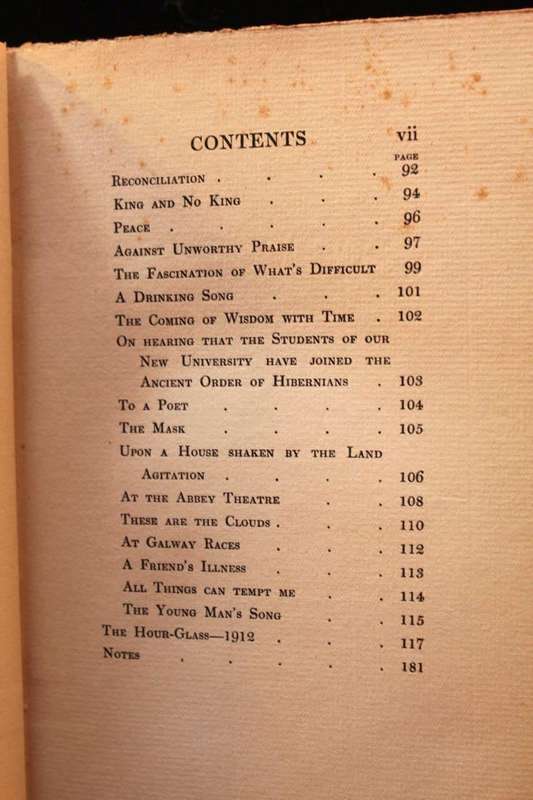 CONTENTS vii
PAGE
RECONCILIATION . . . . 92
KING AND NO KING . . . 94
PEACE . . . . . 96
AGAINST UNWORTHY PRAISE . . 97
THE FASCINATION OF WHAT'S DIFFICULT 99
A DRINKING SONG . . . 101
THE COMING OF WISDOM WITH TIME . 102
ON HEARING THAT THE STUDENTS OF OUR
NEW UNIVERSITY HAVE JOINED THE
ANCIENT ORDER OF HIBERNIANS . 103
TO A POET . . . . 104
THE MASK . . . . 105
UPON A HOUSE SHAKEN BY THE LAND
AGITATION . . . . 106
AT THE ABBEY THEATRE . . 108
THESE ARE THE CLOUDS . . . 110
AT GALWAY RACES . . . 112
A FRIEND'S ILLNESS . . . 113
ALL THINGS CAN TEMPT ME . . 114
THE YOUNG MAN'S SONG . . 115
THE HOUR-GLASS—1912 . . . 117
NOTES . . . . . 181